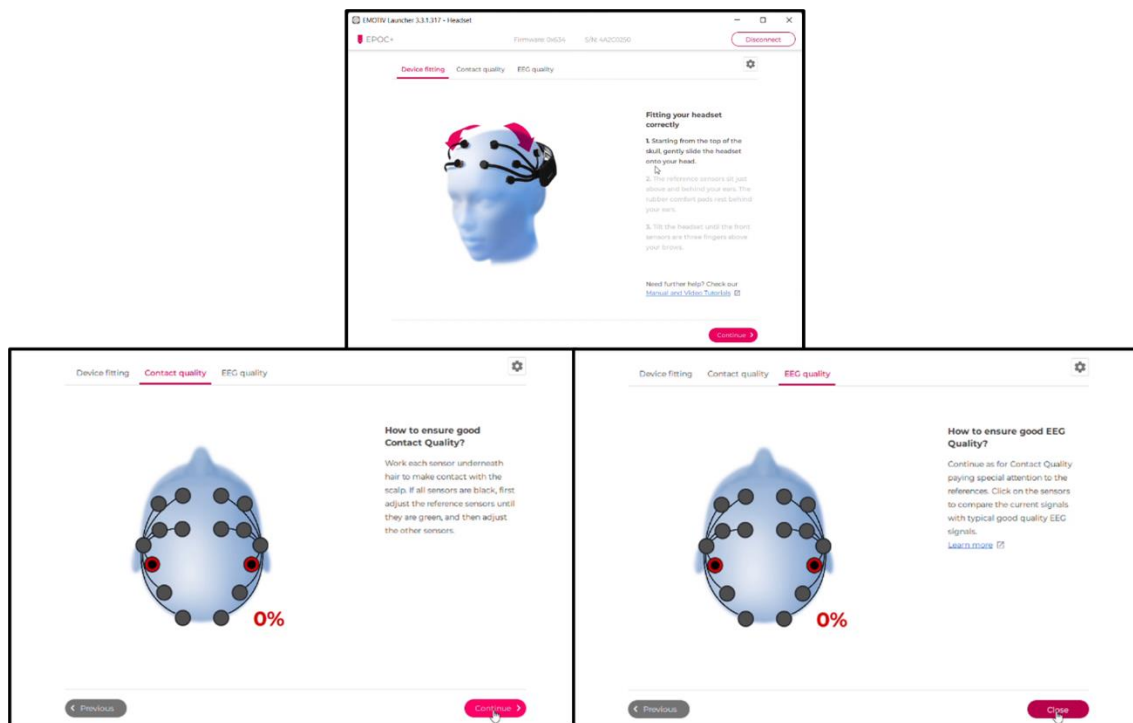 EMOTIV Launcher 3.3.1.317 - Headset
EPOC+ Firmware: 0x634 S/N: 4A2C0250 Disconnect
Device fitting Contact quality EEG quality
Fitting your headset
correctly
1. Starting from the top of the
skull, gently slide the headset
onto your head.
2. The reference sensors sit just
above and behind your ears. The
rubber comfort pads rest behind
your ears.
3. Tilt the headset until the front
sensors are three fingers above
your brows.
Need further help? Check our
Manual and Video Tutorials
Continue
Device fitting Contact quality EEG quality
How to ensure good
Contact Quality?
Work each sensor underneath
hair to make contact with the
scalp. If all sensors are black, first
adjust the reference sensors until
they are green, and then adjust
the other sensors.
0%
Previous Continue
Device fitting Contact quality EEG quality
How to ensure good EEG
Quality?
Continue as for Contact Quality
paying special attention to the
references. Click on the sensors
to compare the current signals
with typical good quality EEG
signals.
Learn more
0%
Previous Close